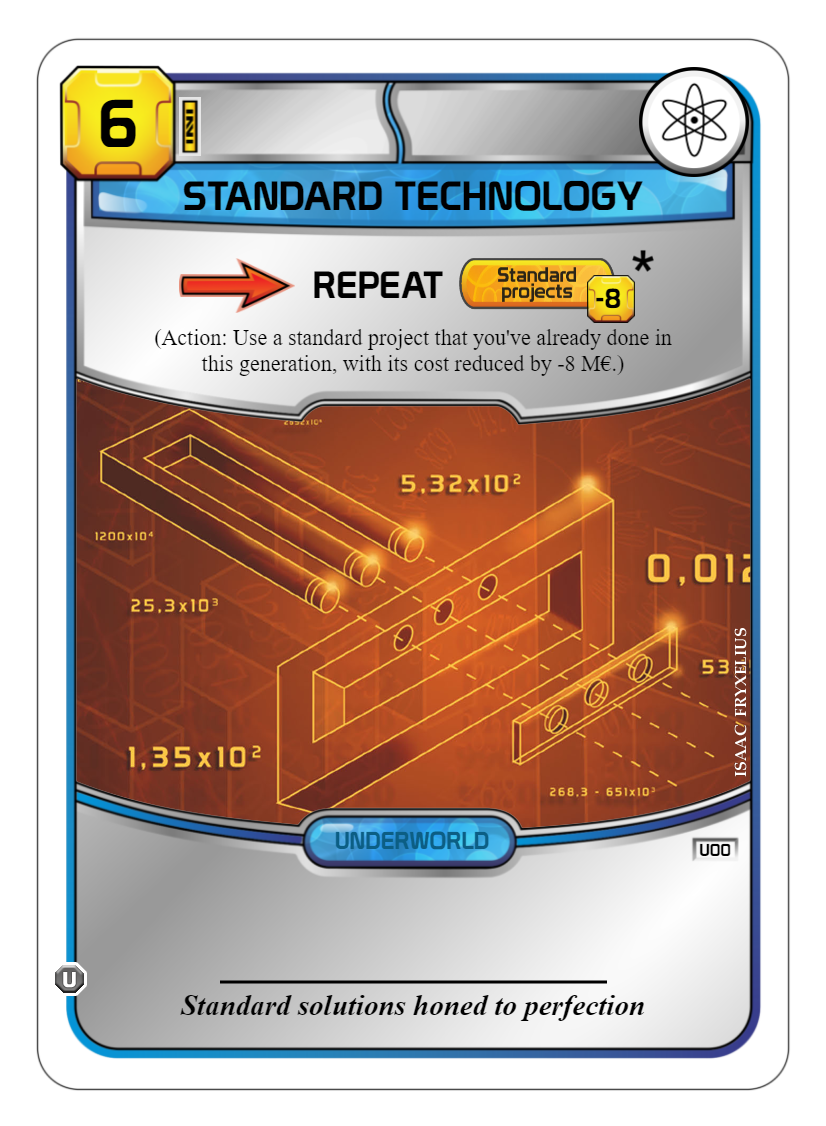 6
STANDARD TECHNOLOGY
REPEAT
Standard
projects
-8
*
(Action: Use a standard project that you've already done in
this generation, with its cost reduced by -8 M€.)
5,32x10²
1200x10⁴
0,012
25,3x10³
53
ISAAC FRYXELIUS
1,35x10²
268,3 - 651x10³
UNDERWORLD
U00
U
Standard solutions honed to perfection